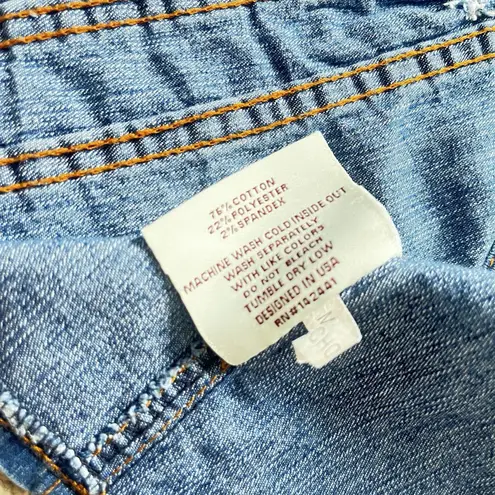 76%COTTON
22%POLYESTER
2%SPANDEX
MACHINE WASH COLD INSIDE OUT
WASH SEPARATELY
WITH LIKE COLORS
DO NOT BLEACH
TUMBLE DRY LOW
DESIGNED IN USA
RN#142441
M